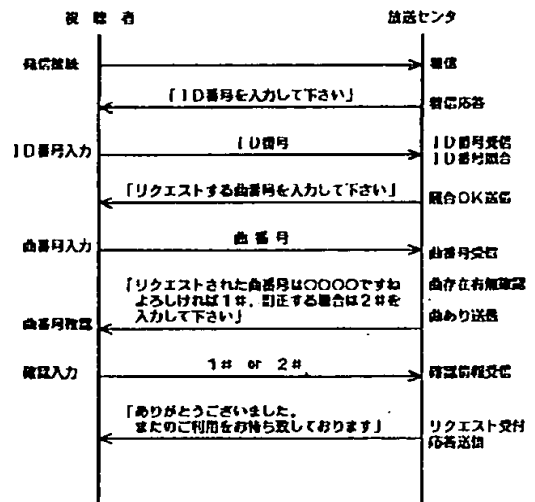 視聴者 放送センタ
発信接続 着信
「ID番号を入力して下さい」 着信応答
ID番号入力 ID番号 ID番号受信
ID番号照合
「リクエストする曲番号を入力して下さい」 照合OK送信
曲番号入力 曲番号 曲番号受信
「リクエストされた曲番号は○○○○ですね 曲存在有無確認
よろしければ1#，訂正する場合は2#を
入力して下さい」 曲あり送信
曲番号確認
確認入力 1# or 2# 確認情報受信
「ありがとうございました。
またのご利用をお待ち致しております」 リクエスト受付
応答送信